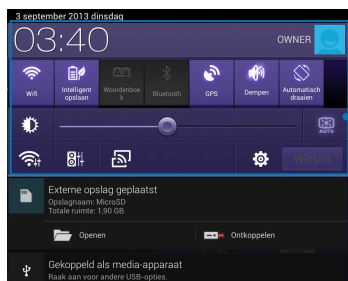 3 september 2013 dinsdag
03:40
OWNER
Wifi
Intelligent opslaan
Woordenboek
Bluetooth
GPS
Dempen
Automatisch draaien
AUTO
Wissen
Externe opslag geplaatst
Opslagnaam: MicroSD
Totale ruimte: 1,90 GB
Openen
Ontkoppelen
Gekoppeld als media-apparaat
Raak aan voor andere USB-opties.